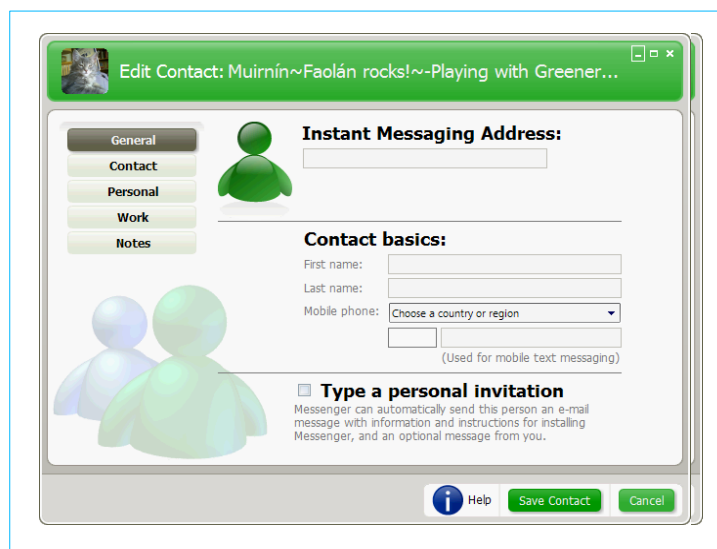 Edit Contact: Muirnín~Faolán rocks!~-Playing with Greener...
General
Contact
Personal
Work
Notes
Instant Messaging Address:
Contact basics:
First name:
Last name:
Mobile phone: Choose a country or region
(Used for mobile text messaging)
Type a personal invitation
Messenger can automatically send this person an e-mail
message with information and instructions for installing
Messenger, and an optional message from you.
Help Save Contact Cancel